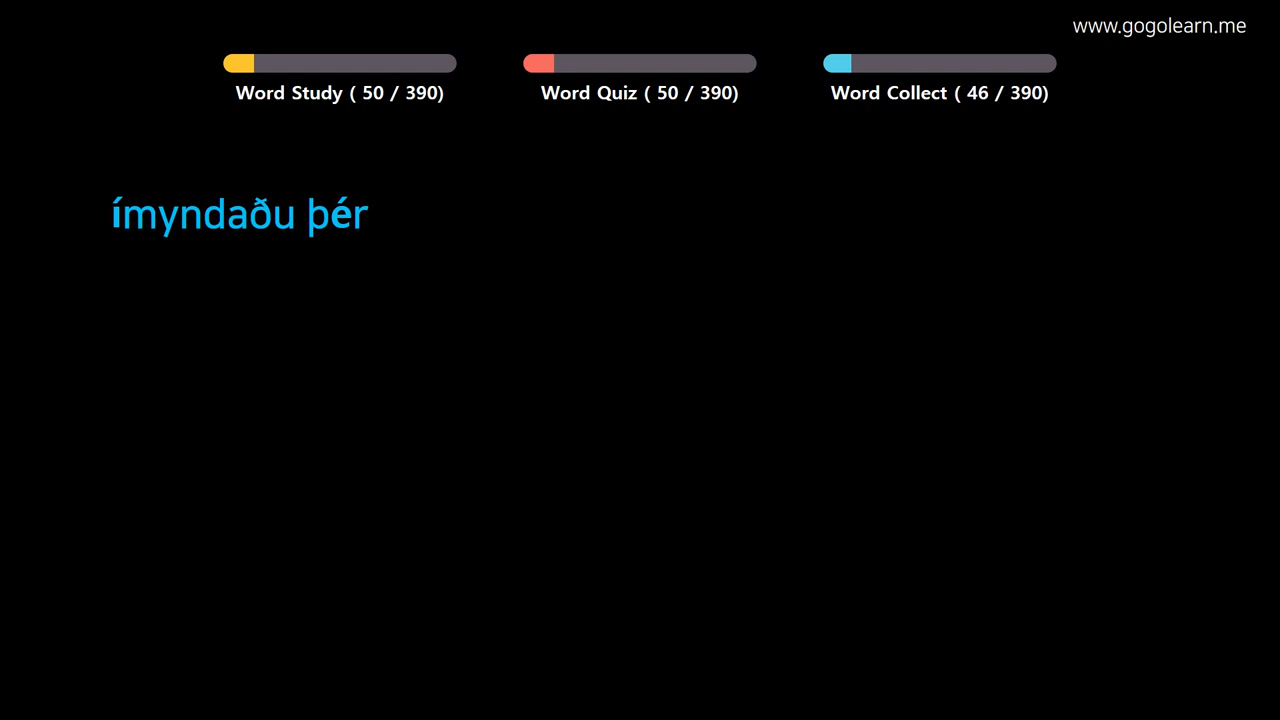 www.gogolearn.me
Word Study ( 50 / 390)
Word Quiz ( 50 / 390)
Word Collect ( 46 / 390)
ímyndaðu þér